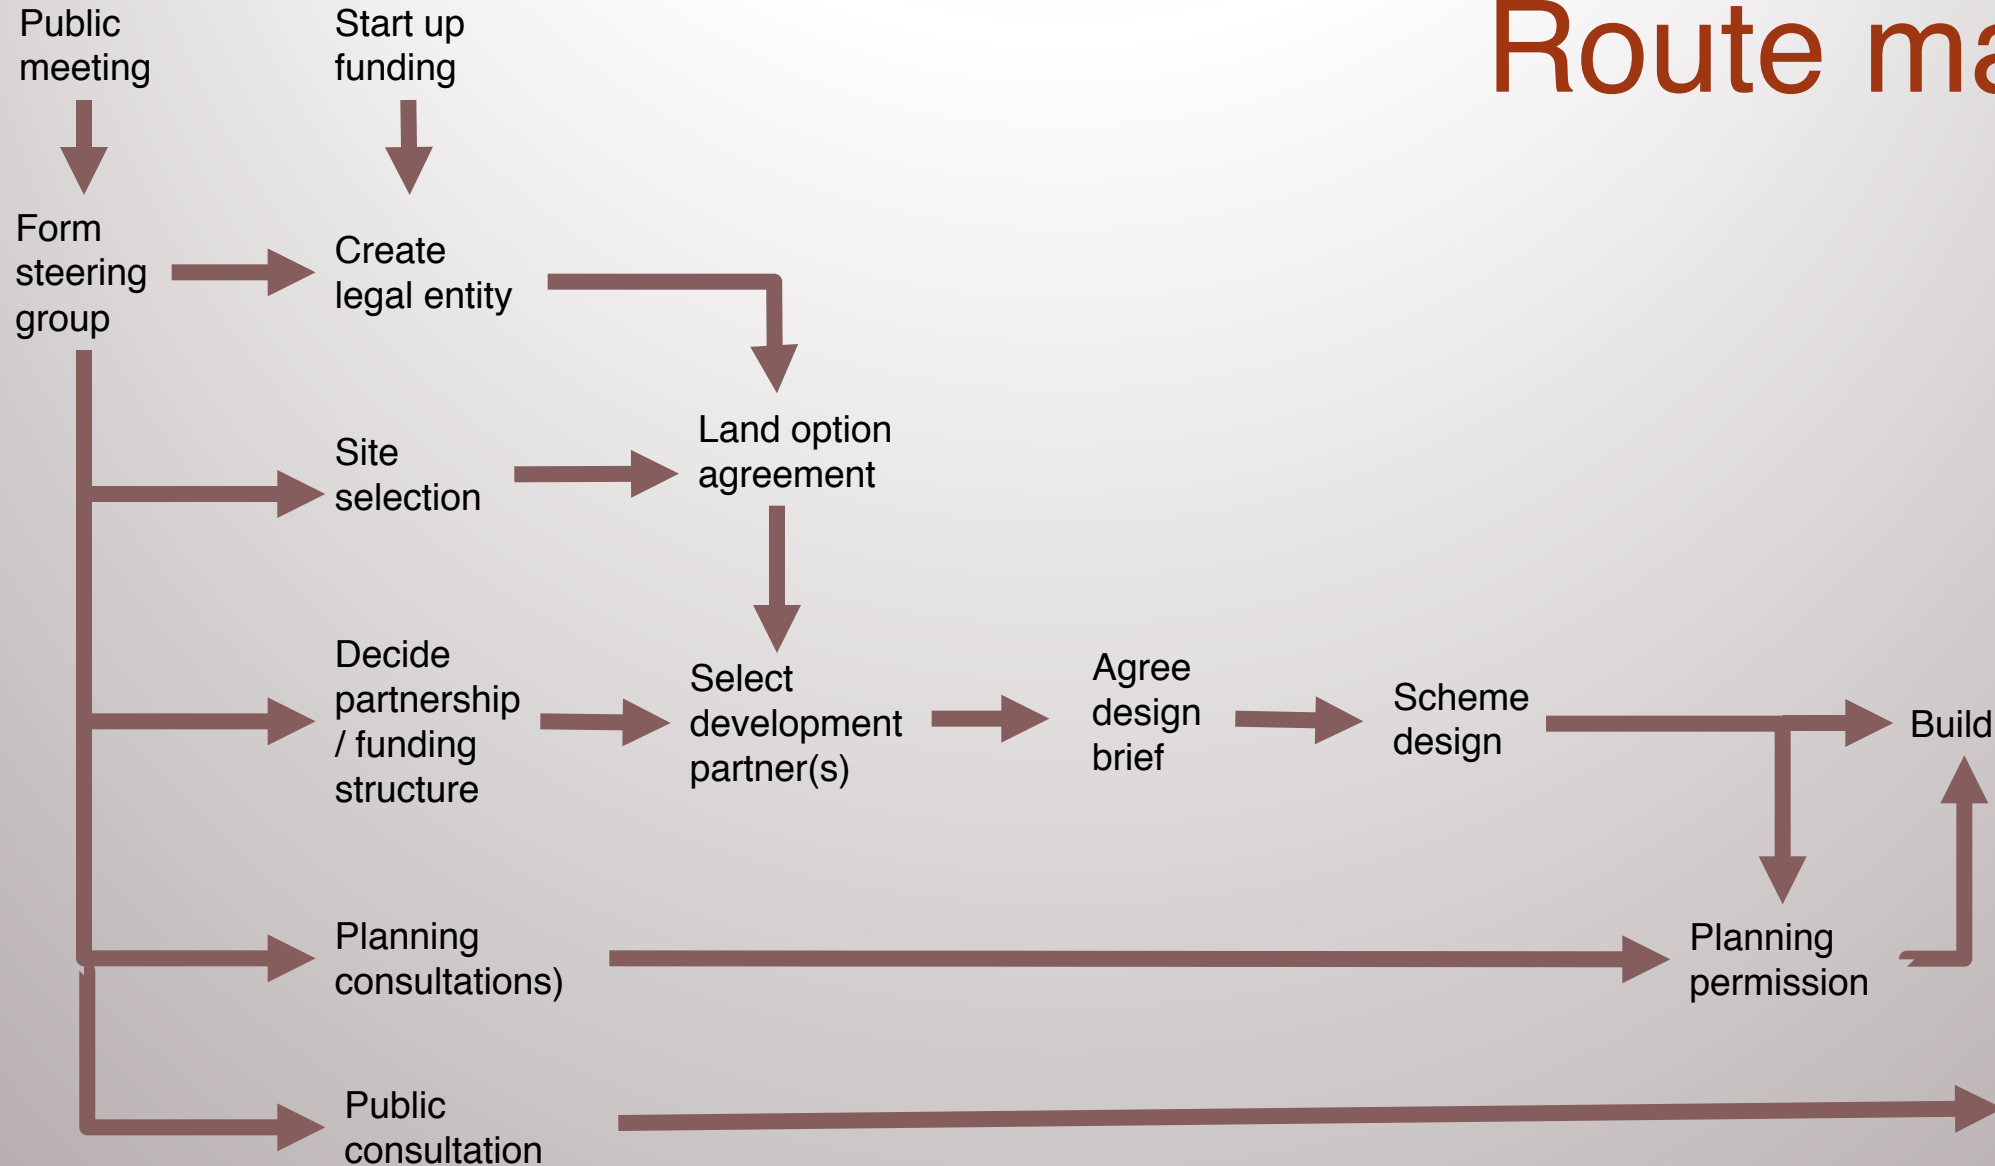 Route ma
Public
meeting
Start up
funding
Form
steering
group
Create
legal entity
Site
selection
Land option
agreement
Decide
partnership
/ funding
structure
Select
development
partner(s)
Agree
design
brief
Scheme
design
Build
Planning
consultations)
Planning
permission
Public
consultation